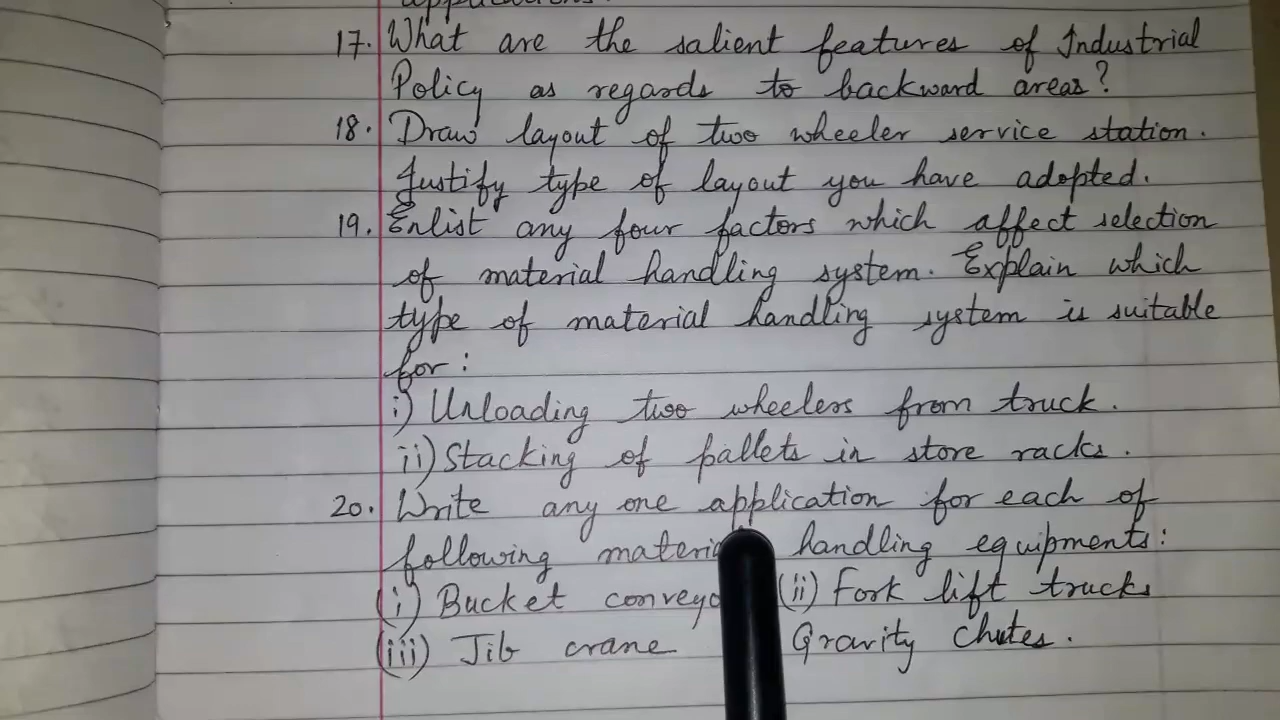 applications.
17. What are the salient features of Industrial
Policy as regards to backward areas?
18. Draw layout of two wheeler service station.
Justify type of layout you have adopted.
19. Enlist any four factors which affect selection
of material handling system. Explain which
type of material handling system is suitable
for:
i) Unloading two wheelers from truck.
ii) Stacking of pallets in store racks.
20. Write any one application for each of
following materi handling equipments:
(i) Bucket conveyo (ii) Fork lift trucks
(iii) Jib crane Gravity Chutes.